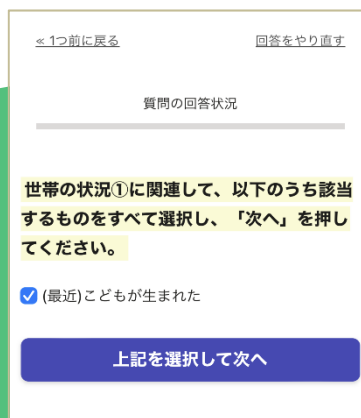 « 1つ前に戻る 回答をやり直す
質問の回答状況
世帯の状況①に関連して、以下のうち該当
するものをすべて選択し、「次へ」を押し
てください。
(最近)こどもが生まれた
上記を選択して次へ